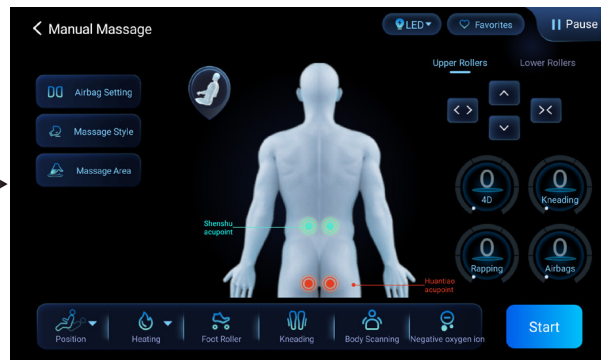 Manual Massage
LED
Favorites
Pause
Upper Rollers
Lower Rollers
Airbag Setting
Massage Style
Massage Area
0
4D
0
Kneading
0
Rapping
0
Airbags
Shenshu
acupoint
Huantiao
acupoint
Position
Heating
Foot Roller
Kneading
Body Scanning
Negative oxygen ion
Start